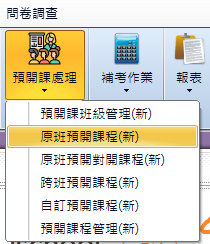 問卷調查
預開課處理
補考作業
報表
預開課班級管理(新)
原班預開課程(新)
原班預開對開課程(新)
跨班預開課程(新)
自訂預開課程(新)
預開課程管理(新)